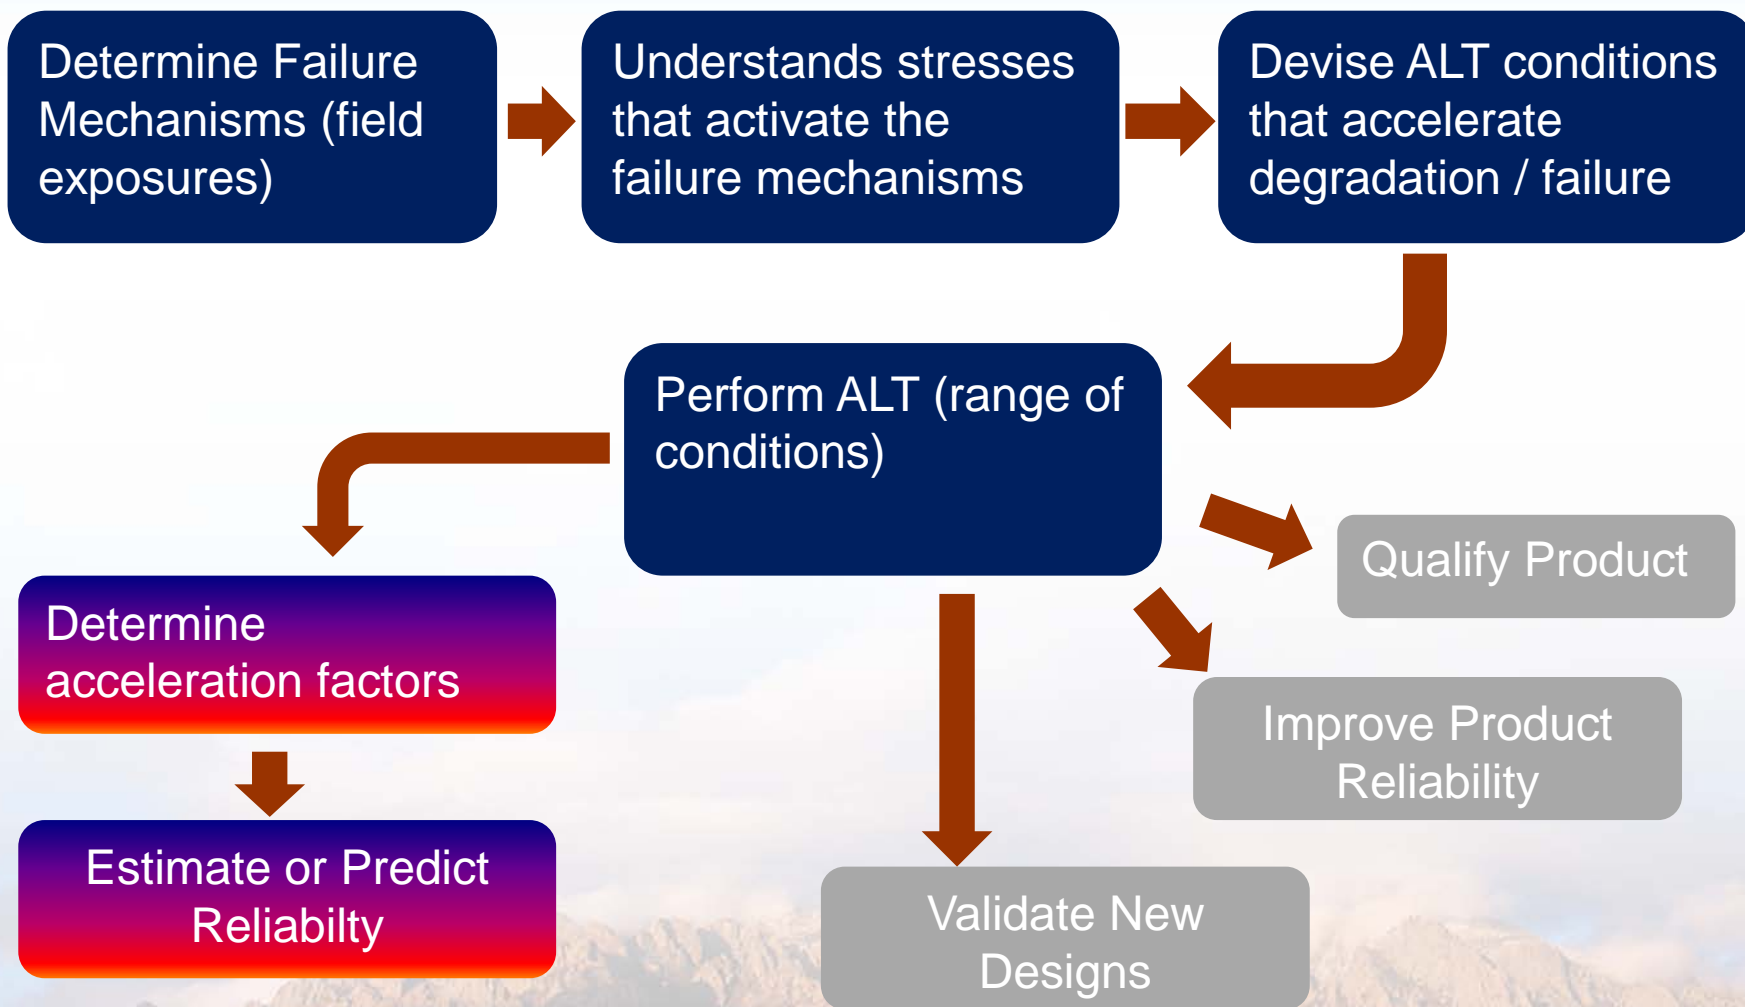 Determine Failure
Mechanisms (field
exposures)
Understands stresses
that activate the
failure mechanisms
Devise ALT conditions
that accelerate
degradation / failure
Perform ALT (range of
conditions)
Qualify Product
Determine
acceleration factors
Improve Product
Reliability
Estimate or Predict
Reliabilty
Validate New
Designs